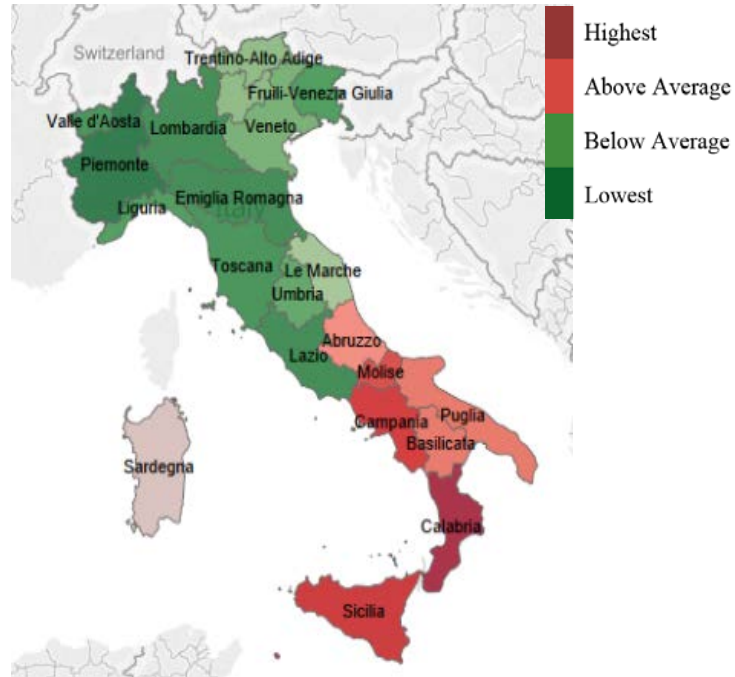 Highest
Switzerland
Trentino-Alto Adige
Above Average
Fruili-Venezia Giulia
Valle d'Aosta
Lombardia
Veneto
Below Average
Piemonte
Emiglia Romagna
Lowest
Liguria
Italy
Toscana
Le Marche
Umbria
Abruzzo
Lazio
Molise
Puglia
Campania
Basilicata
Sardegna
Calabria
Sicilia